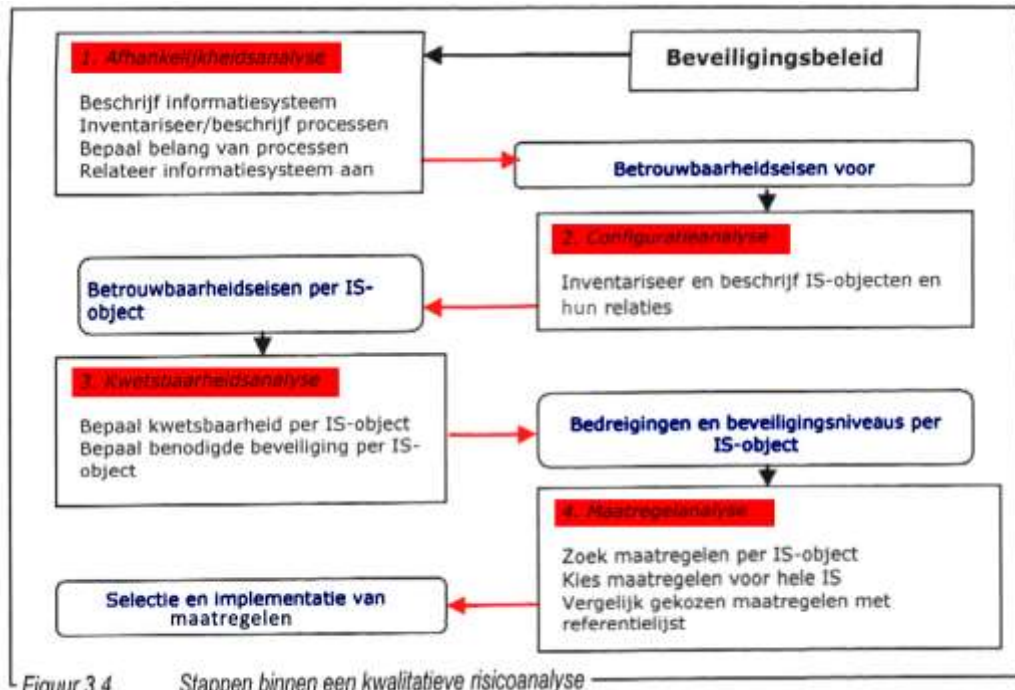 1. Afhankelijkheidsanalyse
Beschrijf informatiesysteem
Inventariseer/beschrijf processen
Bepaal belang van processen
Relateer informatiesysteem aan
Beveiligingsbeleid
Betrouwbaarheidseisen voor
2. Configuratieanalyse
Inventariseer en beschrijf IS-objecten en
hun relaties
Betrouwbaarheidseisen per IS-
object
3. Kwetsbaarheidsanalyse
Bepaal kwetsbaarheid per IS-object
Bepaal benodigde beveiliging per IS-
object
Bedreigingen en beveiligingsniveaus per
IS-object
4. Maatregelanalyse
Zoek maatregelen per IS-object
Kies maatregelen voor hele IS
Vergelijk gekozen maatregelen met
referentielijst
Selectie en implementatie van
maatregelen
Figuur 3.4 Stappen binnen een kwalitatieve risicoanalyse